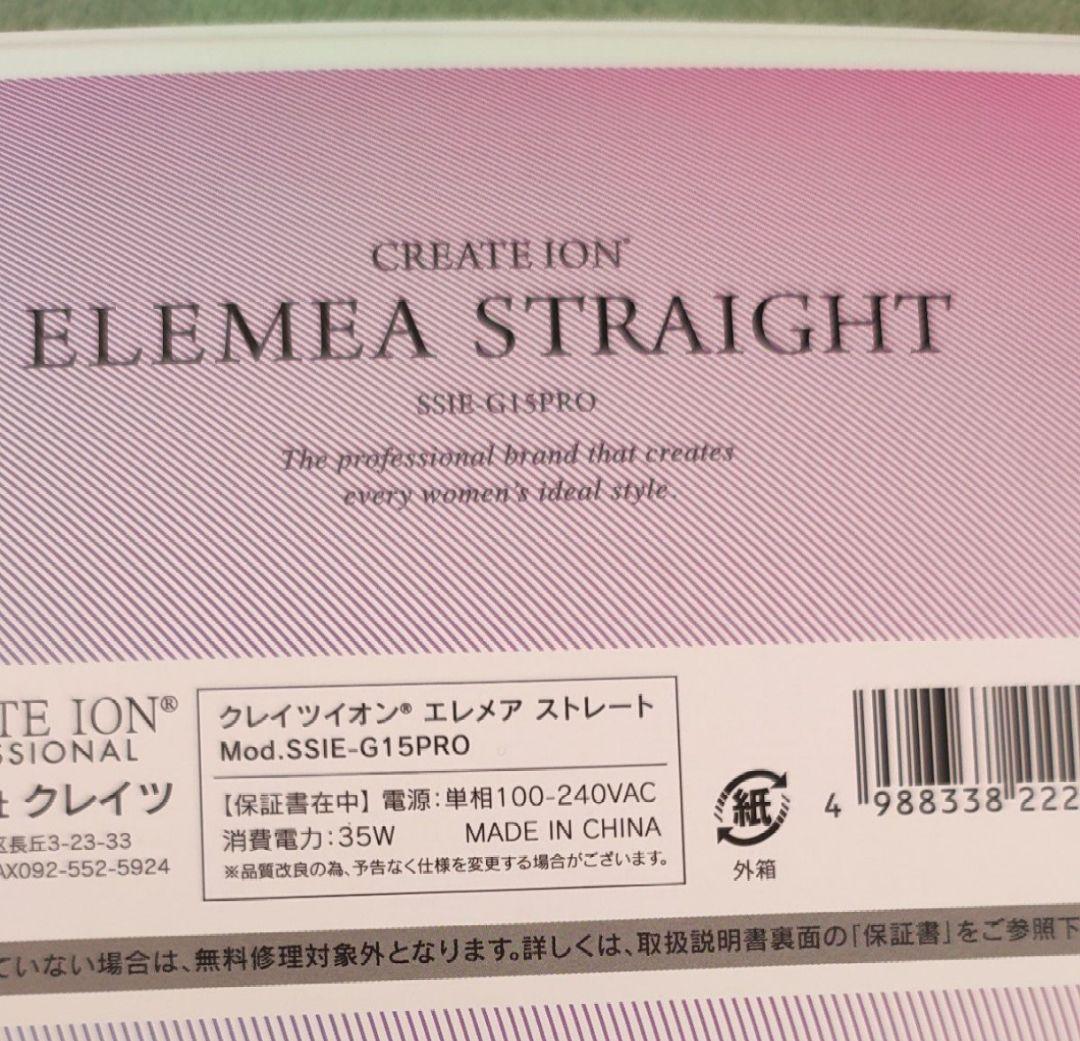 CREATE ION®
ELEMEA STRAIGHT
SSIE-G15PRO
The professional brand that creates
every women's ideal style.
TE ION®
SSIONAL
社 クレイツ
区長丘3-23-33
AX092-552-5924
クレイツイオン® エレメア ストレート
Mod.SSIE-G15PRO
【保証書在中】電源:単相100-240VAC
消費電力:35W MADE IN CHINA
※品質改良の為、予告なく仕様を変更する場合がございます。
紙
外箱
4 988338 222
ていない場合は、無料修理対象外となります。詳しくは、取扱説明書裏面の「保証書」をご参照下